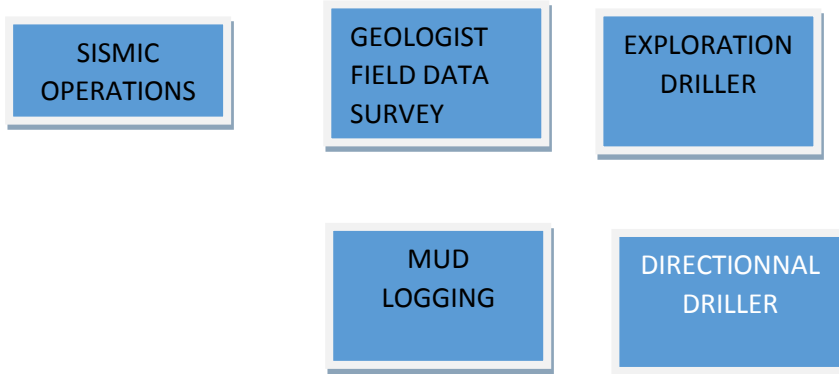 SISMIC
OPERATIONS
GEOLOGIST
FIELD DATA
SURVEY
EXPLORATION
DRILLER
MUD
LOGGING
DIRECTIONNAL
DRILLER